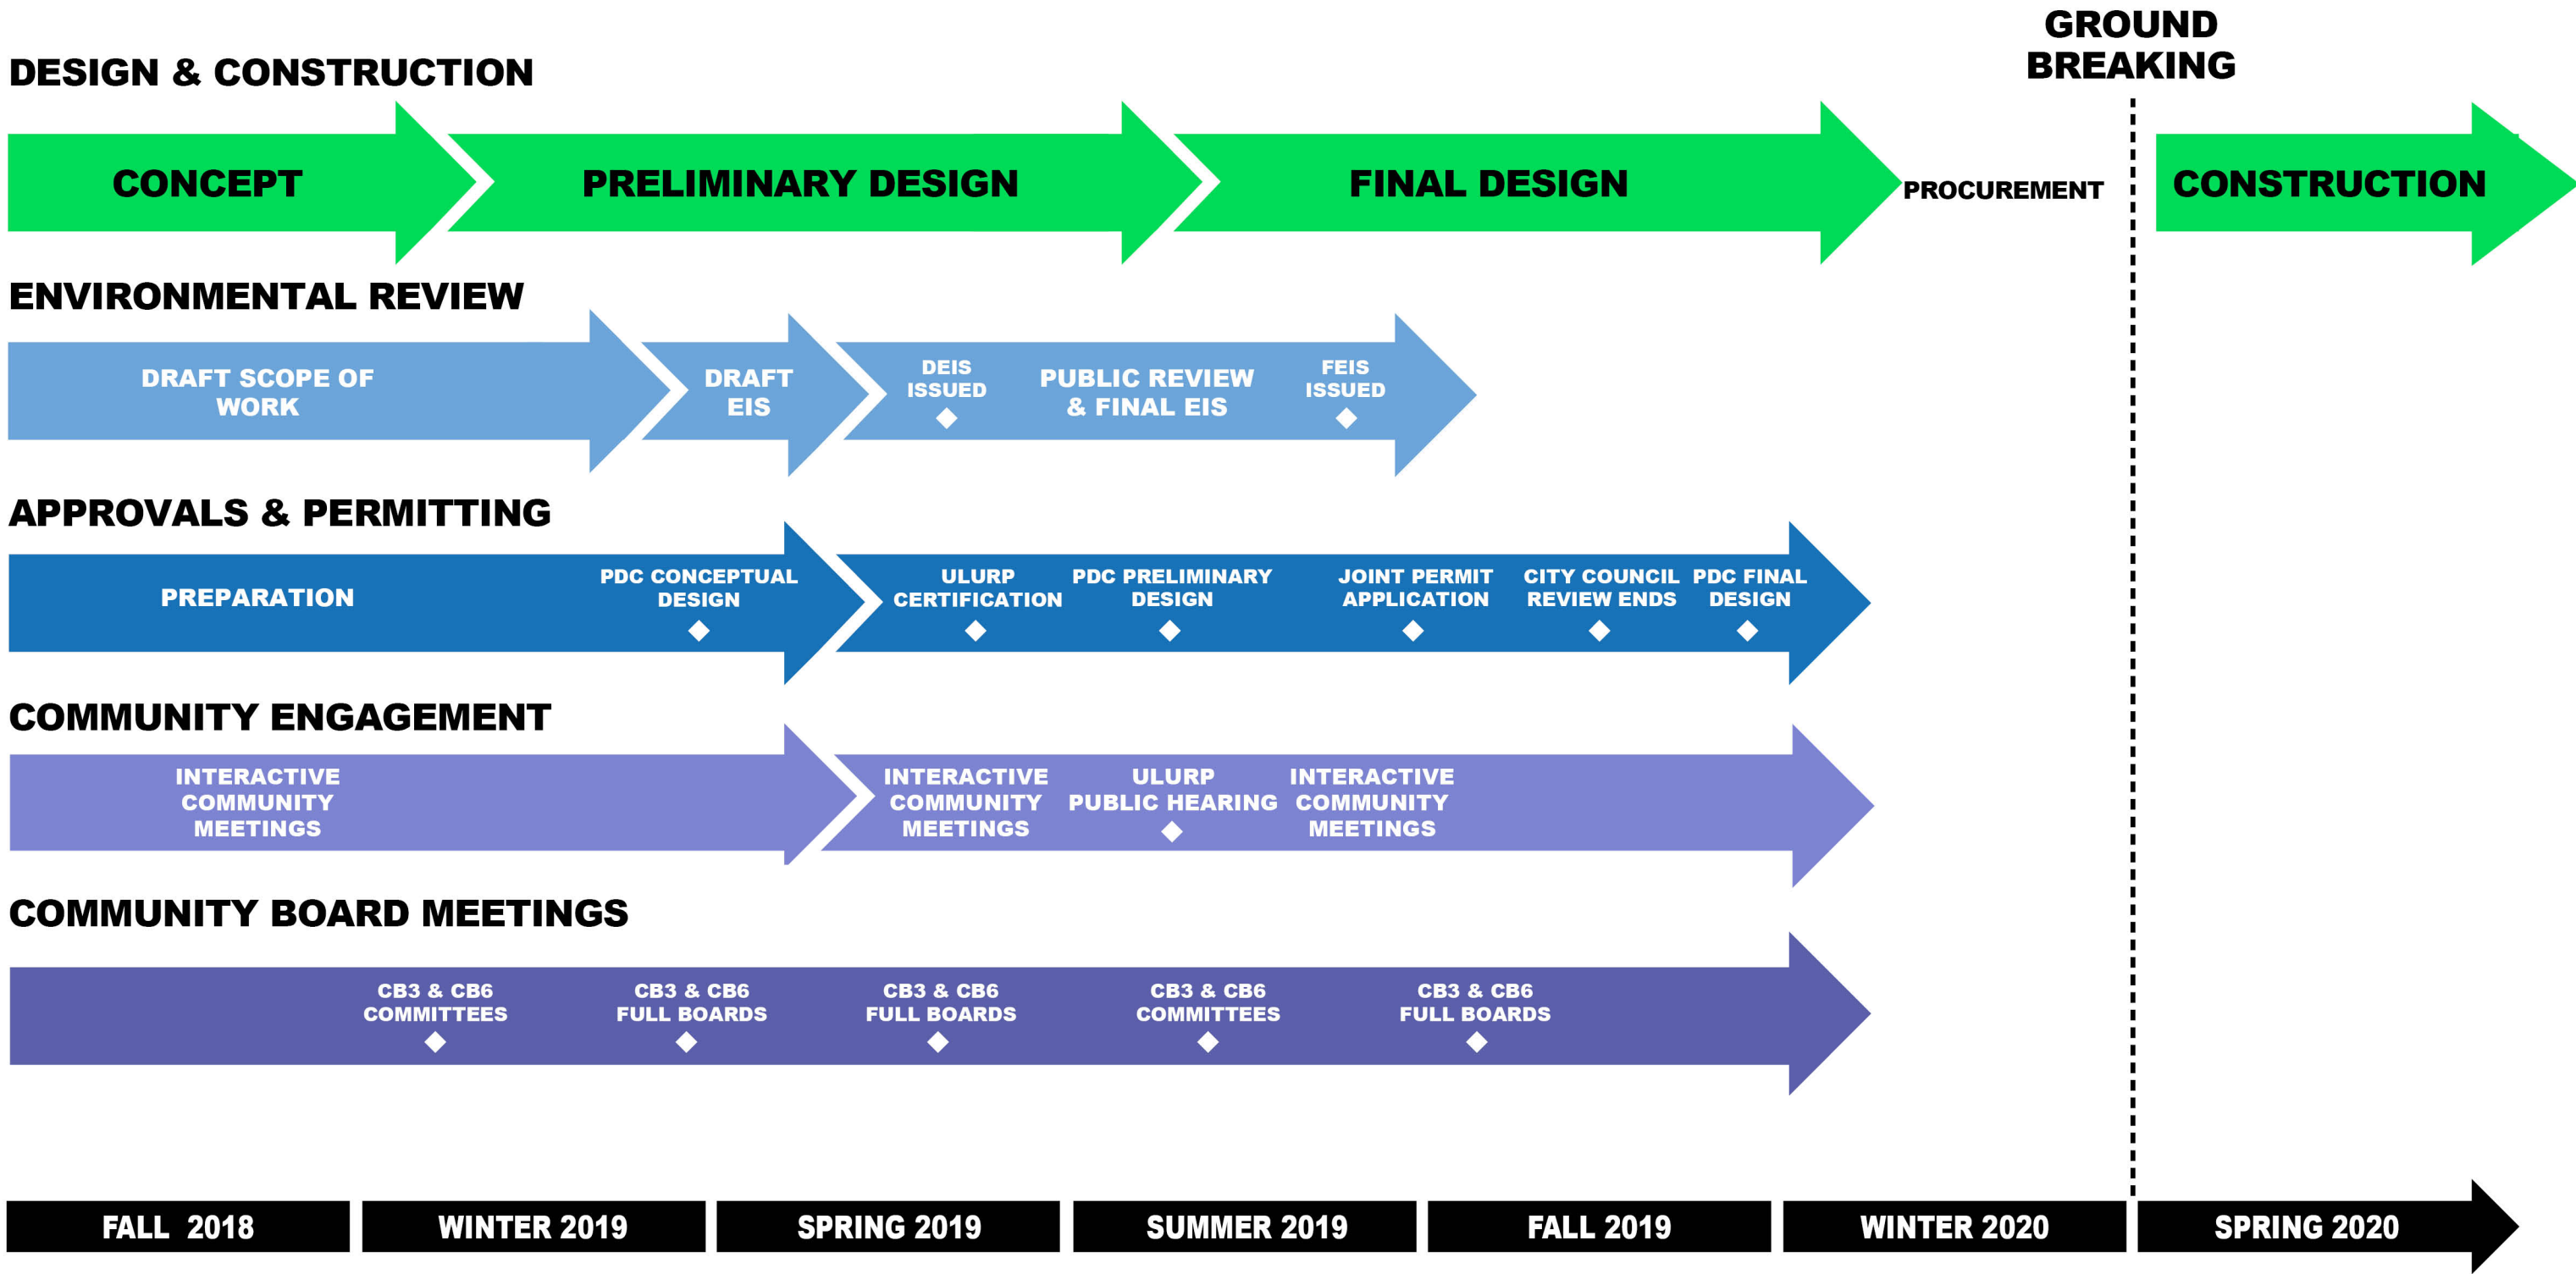 GROUND
BREAKING
DESIGN & CONSTRUCTION
CONCEPT
PRELIMINARY DESIGN
FINAL DESIGN
PROCUREMENT
CONSTRUCTION
ENVIRONMENTAL REVIEW
DRAFT SCOPE OF
WORK
DRAFT
EIS
DEIS
ISSUED
PUBLIC REVIEW
& FINAL EIS
FEIS
ISSUED
APPROVALS & PERMITTING
PREPARATION
PDC CONCEPTUAL
DESIGN
ULURP
CERTIFICATION
PDC PRELIMINARY
DESIGN
JOINT PERMIT
APPLICATION
CITY COUNCIL
REVIEW ENDS
PDC FINAL
DESIGN
COMMUNITY ENGAGEMENT
INTERACTIVE
COMMUNITY
MEETINGS
INTERACTIVE
COMMUNITY
MEETINGS
ULURP
PUBLIC HEARING
INTERACTIVE
COMMUNITY
MEETINGS
COMMUNITY BOARD MEETINGS
CB3 & CB6
COMMITTEES
CB3 & CB6
FULL BOARDS
CB3 & CB6
FULL BOARDS
CB3 & CB6
COMMITTEES
CB3 & CB6
FULL BOARDS
FALL 2018
WINTER 2019
SPRING 2019
SUMMER 2019
FALL 2019
WINTER 2020
SPRING 2020